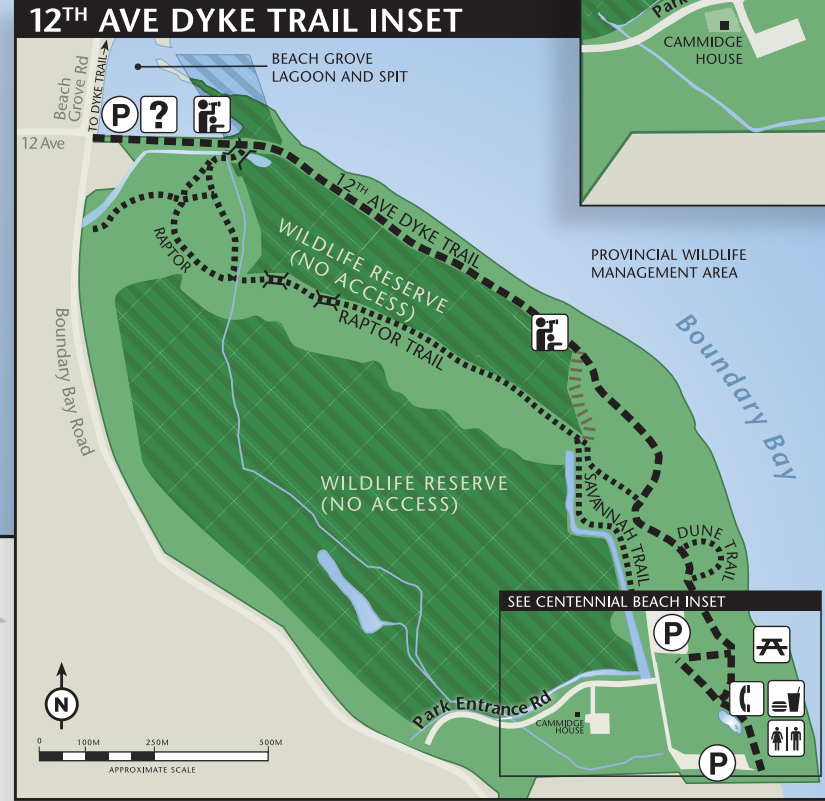 12TH AVE DYKE TRAIL INSET
Park
CAMMIDGE
HOUSE
BEACH GROVE
LAGOON AND SPIT
Beach
Grove Rd
TO DYKE TRAIL
P
?
12 Ave
12TH AVE DYKE TRAIL
RAPTOR
WILDLIFE RESERVE
(NO ACCESS)
RAPTOR TRAIL
PROVINCIAL WILDLIFE
MANAGEMENT AREA
Boundary Bay
Boundary Bay Road
WILDLIFE RESERVE
(NO ACCESS)
SAVANNAH TRAIL
DUNE TRAIL
SEE CENTENNIAL BEACH INSET
P
Park Entrance Rd
CAMMIDGE
HOUSE
P
N
0 100M 250M 500M
APPROXIMATE SCALE